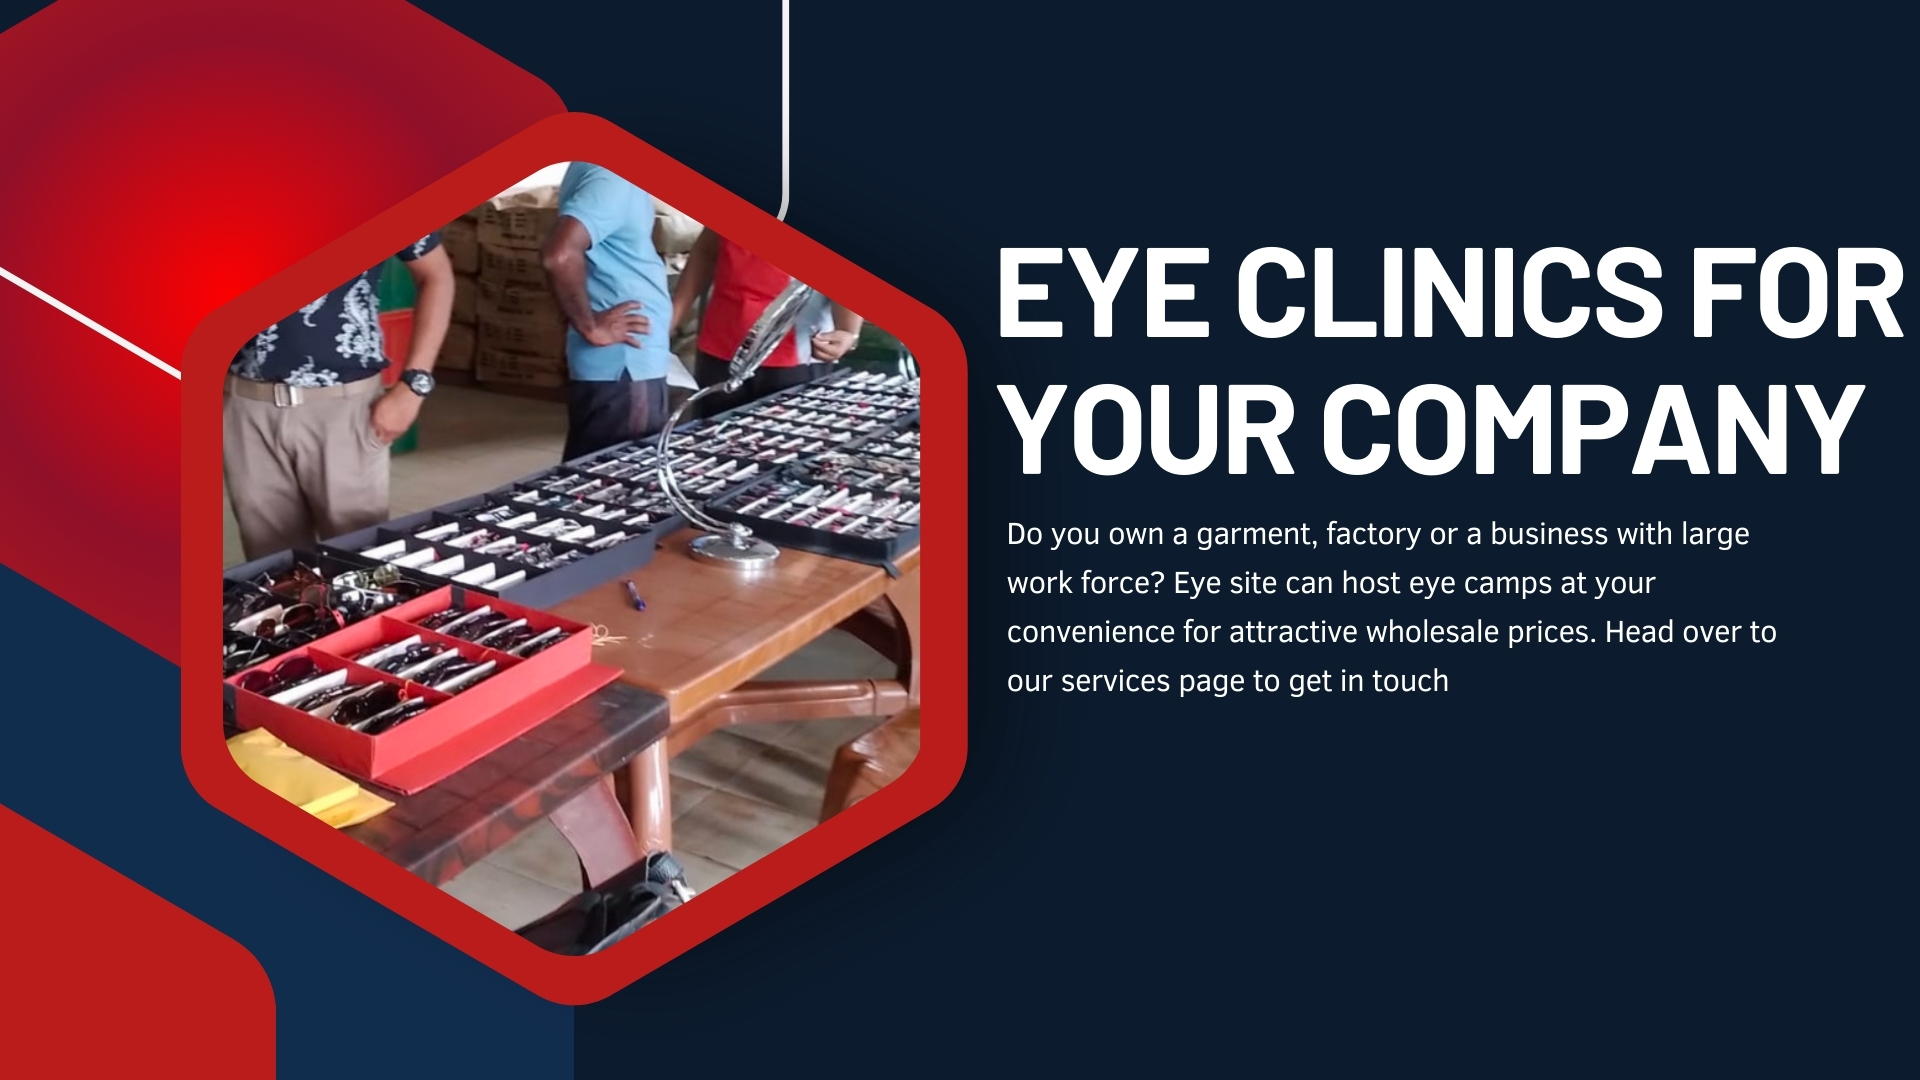 EYE CLINICS FOR
YOUR COMPANY
Do you own a garment, factory or a business with large
work force? Eye site can host eye camps at your
convenience for attractive wholesale prices. Head over to
our services page to get in touch